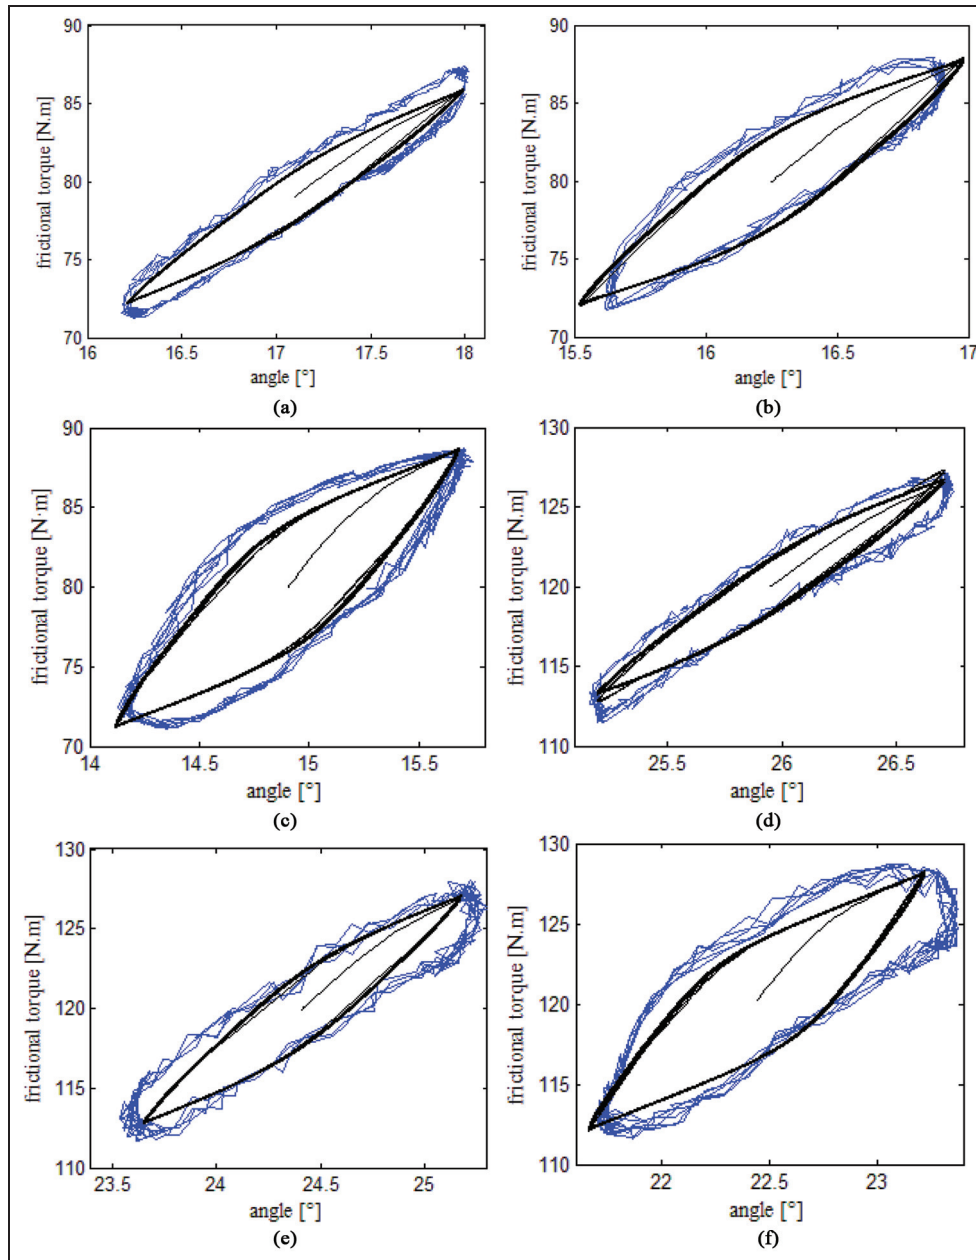 90
85
80
75
70
frictional torque [N.m]
16
16.5
17
17.5
18
angle [°]
(a)
90
85
80
75
70
frictional torque [N.m]
15.5
16
16.5
17
angle [°]
(b)
90
85
80
75
70
frictional torque [N·m]
14
14.5
15
15.5
angle [°]
(c)
130
125
120
115
110
frictional torque [N.m]
25.5
26
26.5
angle [°]
(d)
130
125
120
115
110
frictional torque [N.m]
23.5
24
24.5
25
angle [°]
(e)
130
125
120
115
110
frictional torque [N.m]
22
22.5
23
angle [°]
(f)